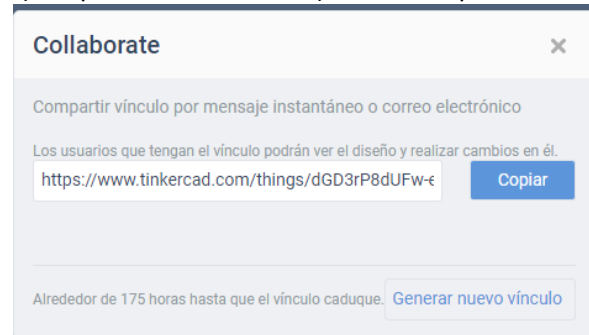 Collaborate
Compartir vínculo por mensaje instantáneo o correo electrónico
Los usuarios que tengan el vínculo podrán ver el diseño y realizar cambios en él.
https://www.tinkercad.com/things/dGD3rP8dUFw-e Copiar
Alrededor de 175 horas hasta que el vínculo caduque. Generar nuevo vínculo